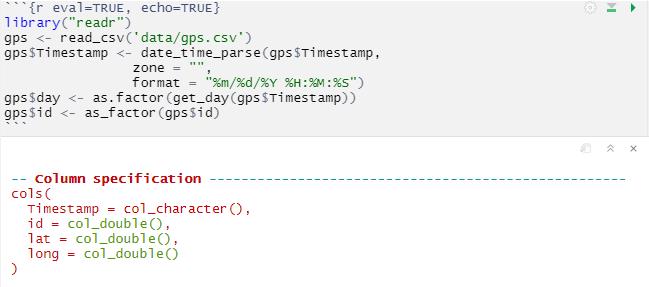 ```{r eval=TRUE, echo=TRUE}
library("readr")
gps <- read_csv('data/gps.csv')
gps$Timestamp <- date_time_parse(gps$Timestamp,
                zone = "",
                format = "%m/%d/%Y %H:%M:%S")
gps$day <- as.factor(get_day(gps$Timestamp))
gps$id <- as_factor(gps$id)
```
-- Column specification --------------------------------------------------------
cols(
  Timestamp = col_character(),
  id = col_double(),
  lat = col_double(),
  long = col_double()
)